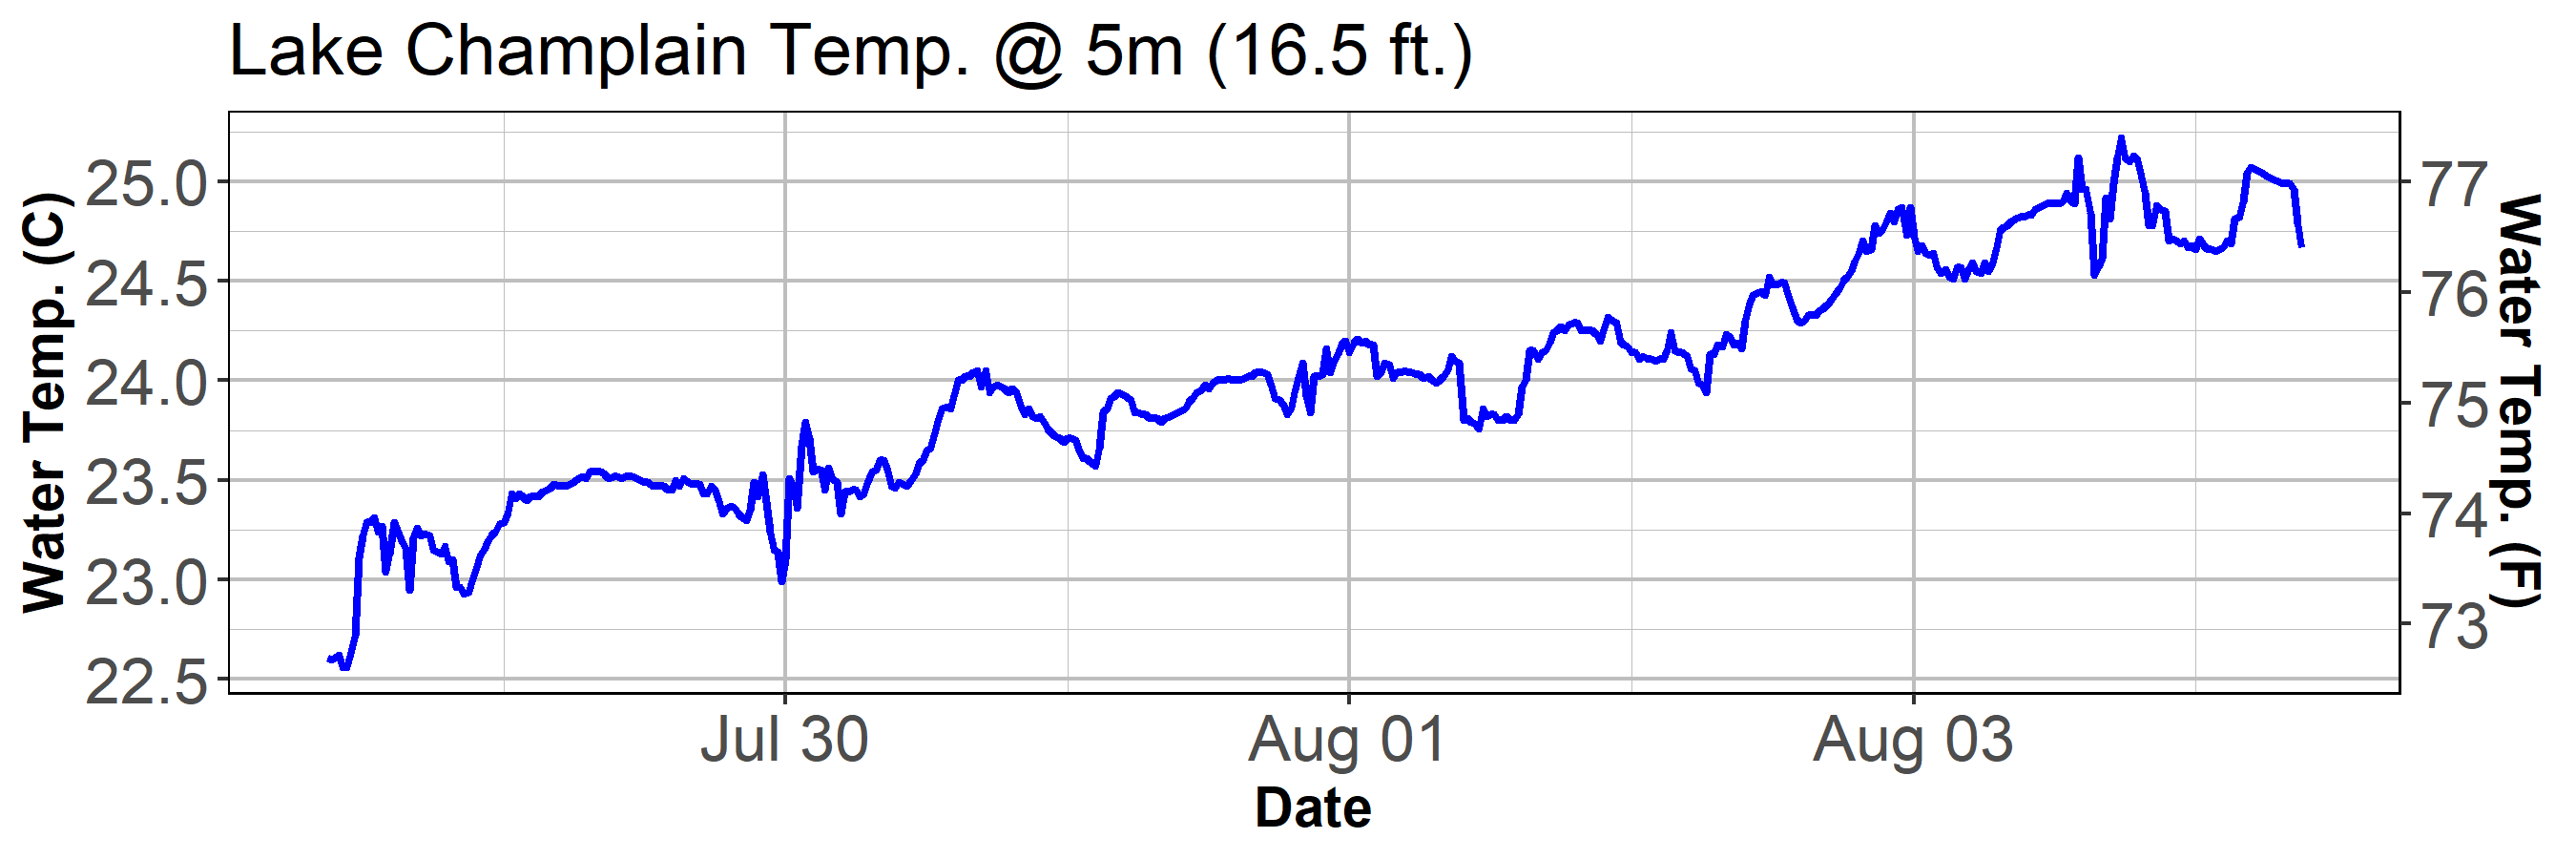 Lake Champlain Temp. @ 5m (16.5 ft.)
Water Temp. (C)
25.0
24.5
24.0
23.5
23.0
22.5
77
76
75
74
73
Water Temp. (F)
Jul 30
Aug 01
Aug 03
Date